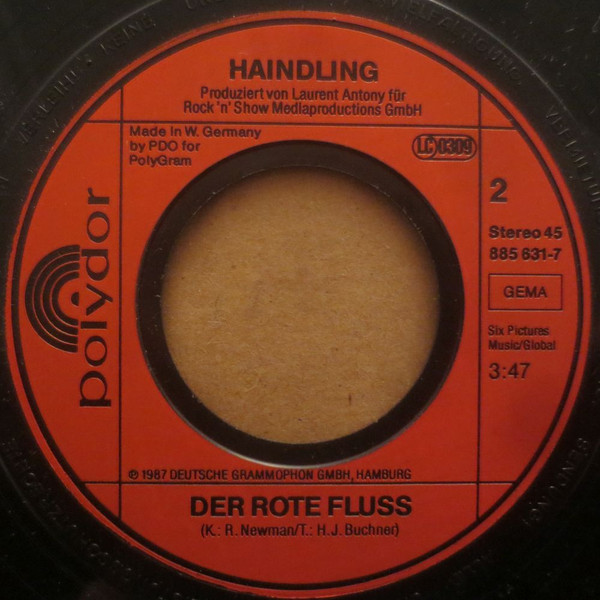 HAINDLING
Produziert von Laurent Antony für
Rock 'n' Show Mediaproductions GmbH
Made in W. Germany
by PDO for
PolyGram
LC 0309
2
Stereo 45
885 631-7
GEMA
Six Pictures
Music/Global
3:47
polydor
℗ 1987 DEUTSCHE GRAMMOPHON GMBH, HAMBURG
DER ROTE FLUSS
(K.: R. Newman/T.: H.J. Buchner)